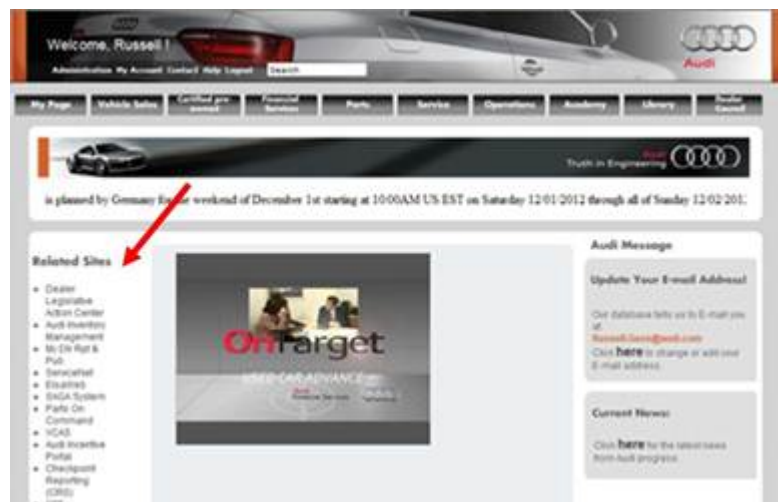 Welcome, Russell !
Administration My Account Contact Help Logout Search
Audi
My Page Vehicle Sales Certified pre-owned Financial Services Parts Service Operations Academy Library Dealer Council
Truth in Engineering Audi
is planned by Germany for the weekend of December 1st starting at 10:00AM US EST on Saturday 12/01/2012 through all of Sunday 12/02/201
Related Sites
Dealer
Legislative
Action Center
Audi Inventory
Management
Rpt &
Pub
ServiceNet
ElsaWeb
SAGA System
Parts On
Command
VCAS
Audi Incentive
Portal
Checkpoint
Reporting
(CRS)
OnTarget
USED CAR ADVANCE
Audi
Financial Services
Audi Message
Update Your E-mail Address!
Our database tells us to E-mail you
at:
Click here to change or add your
E-mail address.
Current News:
Click here for the latest news
from Audi progress.